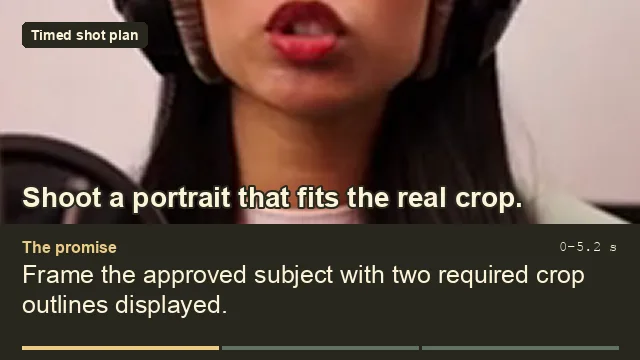 Timed shot plan
Shoot a portrait that fits the real crop.
The promise
0–5.2 s
Frame the approved subject with two required crop
outlines displayed.